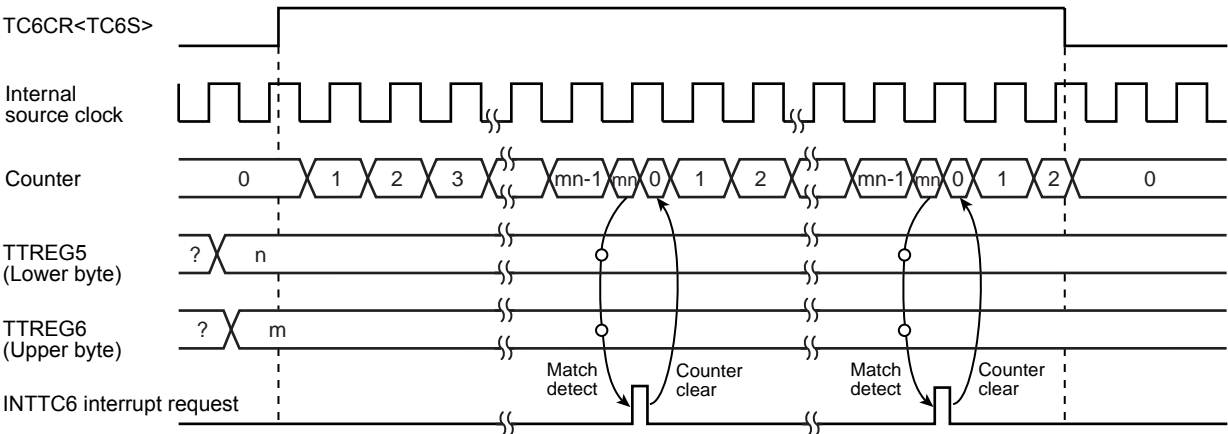 TC6CR<TC6S>
Internal
source clock
Counter 0 1 2 3 mn-1 mn 0 1 2 mn-1 mn 0 1 2 0
TTREG5 ? n
(Lower byte)
TTREG6 ? m
(Upper byte)
Match Counter Match Counter
detect clear detect clear
INTTC6 interrupt request